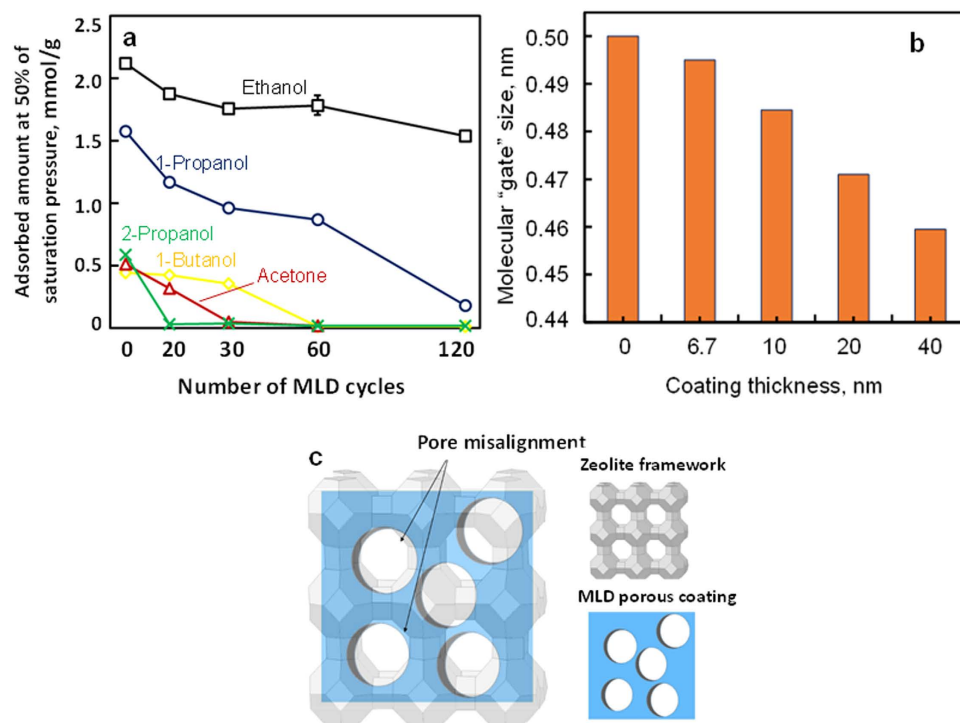 a
Adsorbed amount at 50% of
saturation pressure, mmol/g
2.5
2.0
1.5
1.0
0.5
0
Ethanol
1-Propanol
2-Propanol
1-Butanol
Acetone
0 20 30 60 120
Number of MLD cycles
b
Molecular "gate" size, nm
0.50
0.49
0.48
0.47
0.46
0.45
0.44
0 6.7 10 20 40
Coating thickness, nm
c
Pore misalignment
Zeolite framework
MLD porous coating